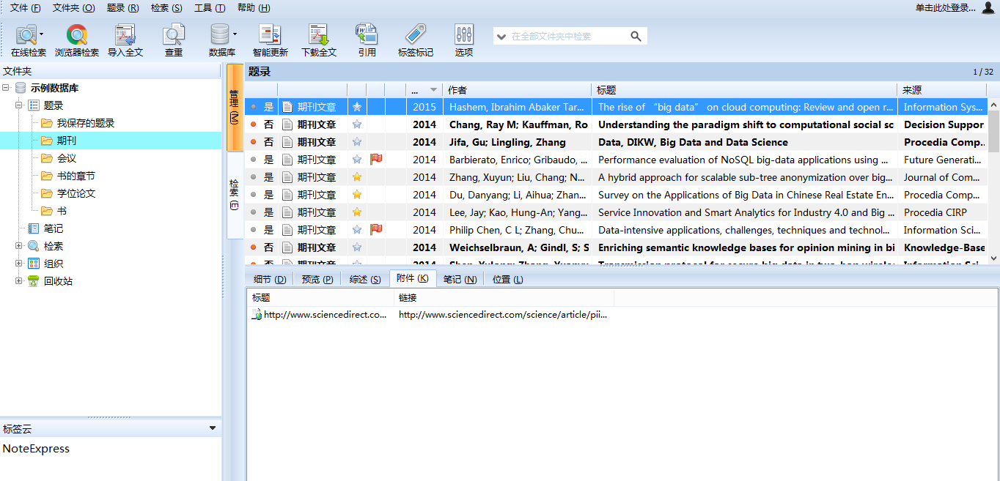 文件 (F) 文件夹 (O) 题录 (R) 检索 (S) 工具 (T) 帮助 (H) 单击此处登录...
在线检索 浏览器检索 导入全文 查重 数据库 智能更新 下载全文 引用 标签标记 选项 在全部文件夹中检索
文件夹
示例数据库
题录
我保存的题录
期刊
会议
书的章节
学位论文
书
笔记
检索
组织
回收站
标签云
NoteExpress
管理 (M)
检索 (E)
题录 1 / 32
... 作者 标题 来源
是 期刊文章 2015 Hashem, Ibrahim Abaker Tar... The rise of “big data” on cloud computing: Review and open r... Information Sys...
否 期刊文章 2014 Chang, Ray M; Kauffman, Ro Understanding the paradigm shift to computational social sc Decision Suppor
否 期刊文章 2014 Jifa, Gu; Lingling, Zhang Data, DIKW, Big Data and Data Science Procedia Comp..
是 期刊文章 2014 Barbierato, Enrico; Gribaudo, ... Performance evaluation of NoSQL big-data applications using ... Future Generati...
是 期刊文章 2014 Zhang, Xuyun; Liu, Chang; N... A hybrid approach for scalable sub-tree anonymization over big... Journal of Com...
是 期刊文章 2014 Du, Danyang; Li, Aihua; Zhan... Survey on the Applications of Big Data in Chinese Real Estate En... Procedia Comp...
是 期刊文章 2014 Lee, Jay; Kao, Hung-An; Yang... Service Innovation and Smart Analytics for Industry 4.0 and Big ... Procedia CIRP
是 期刊文章 2014 Philip Chen, C L; Zhang, Chu... Data-intensive applications, challenges, techniques and technol... Information Sci...
否 期刊文章 2014 Weichselbraun, A; Gindl, S; S Enriching semantic knowledge bases for opinion mining in bi Knowledge-Base
细节 (D) 预览 (P) 综述 (S) 附件 (K) 笔记 (N) 位置 (L)
标题 链接
http://www.sciencedirect.co... http://www.sciencedirect.com/science/article/pii...